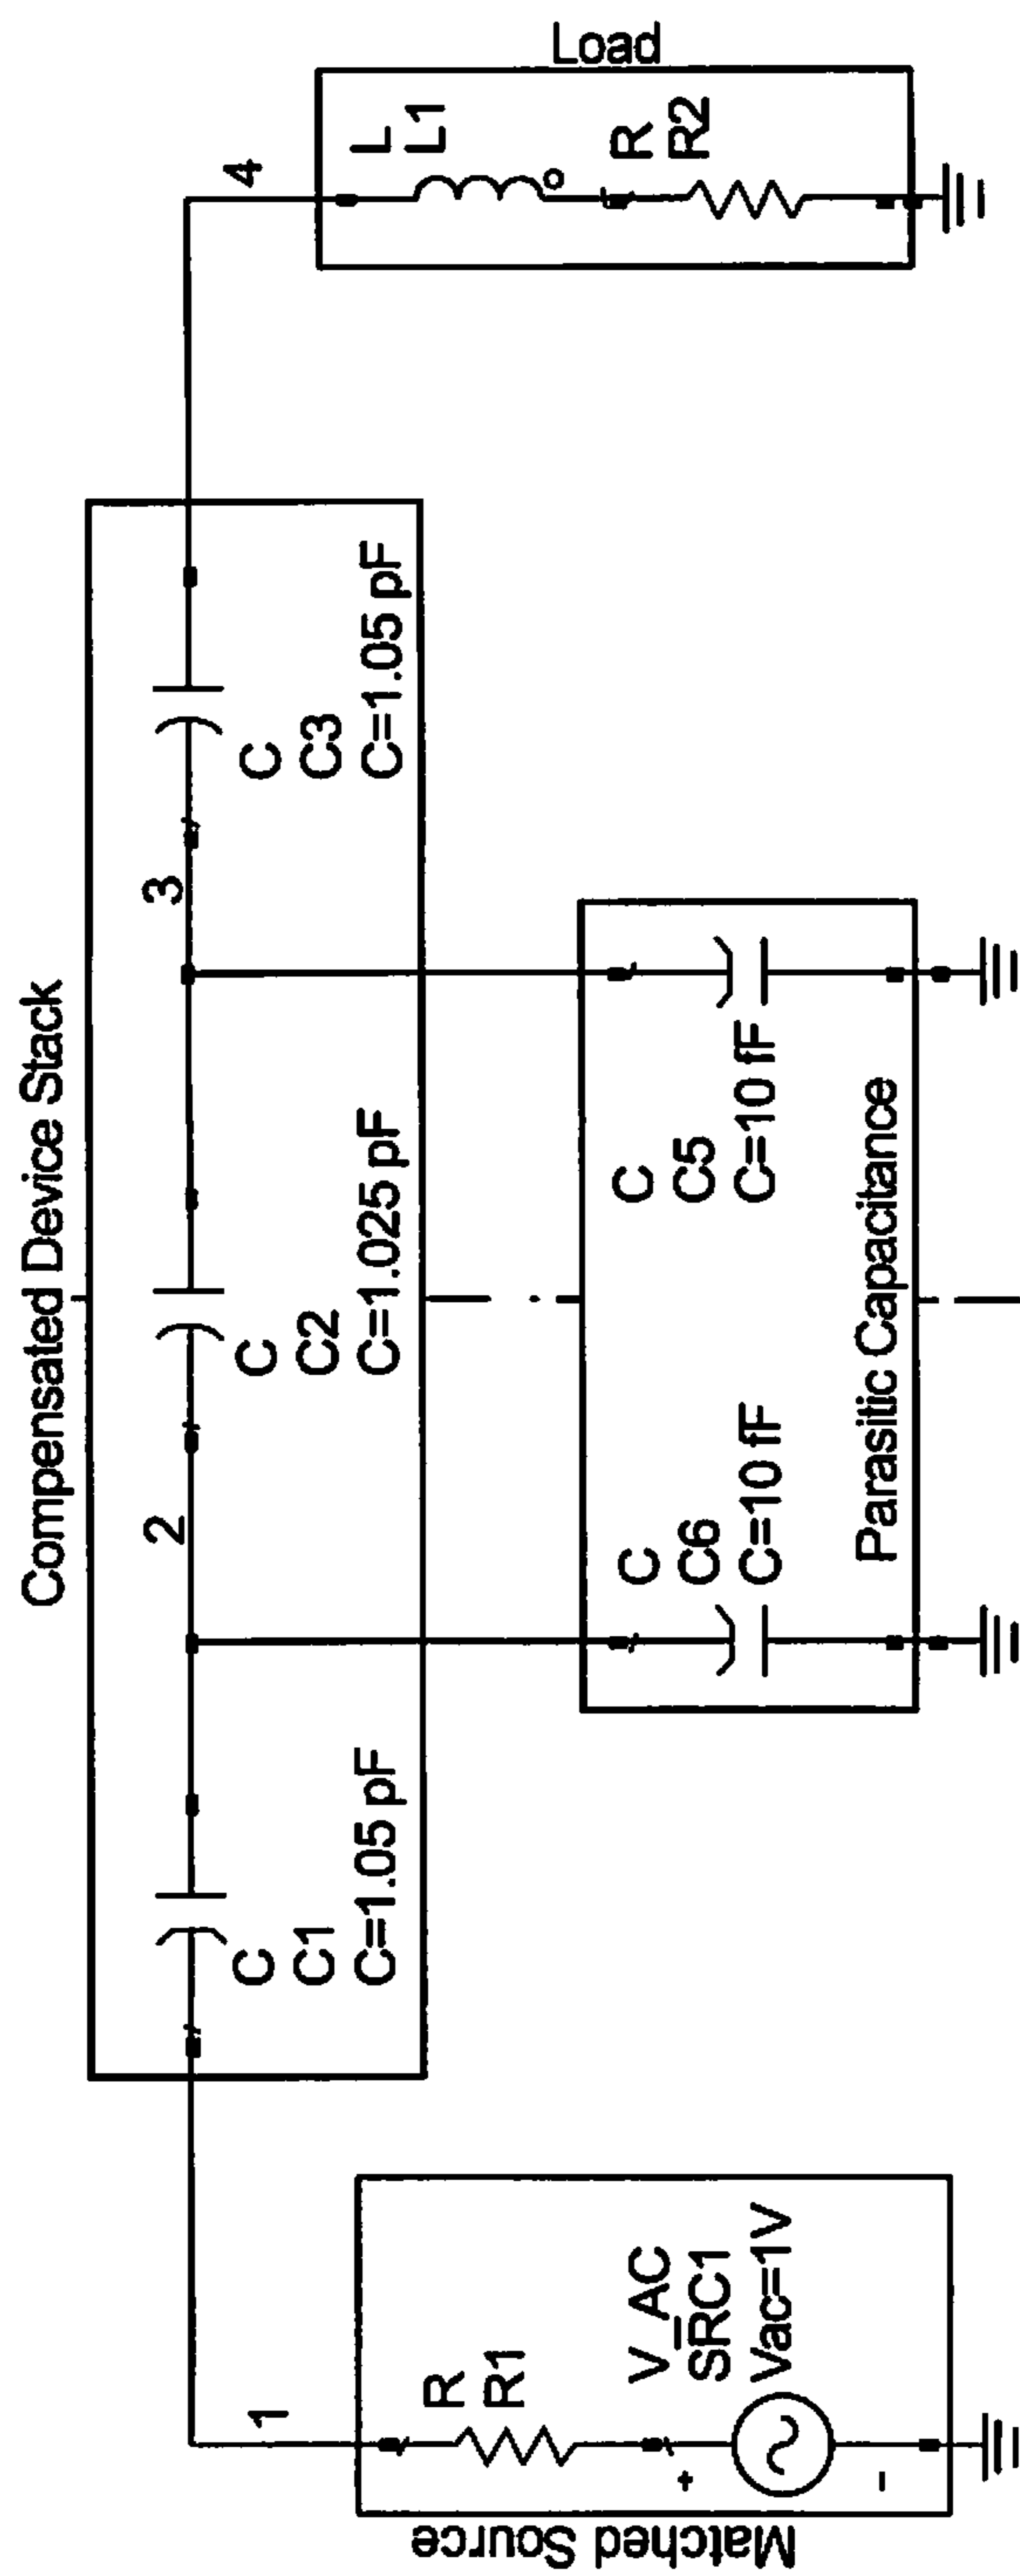 Compensated Device Stack
1
2
3
4
C
C1
C=1.05 pF
C
C2
C=1.025 pF
C
C3
C=1.05 pF
Matched Source
R
R1
V_AC
SRC1
Vac=1V
+
-
C
C6
C=10 fF
C
C5
C=10 fF
Parasitic Capacitance
Load
L
L1
R
R2